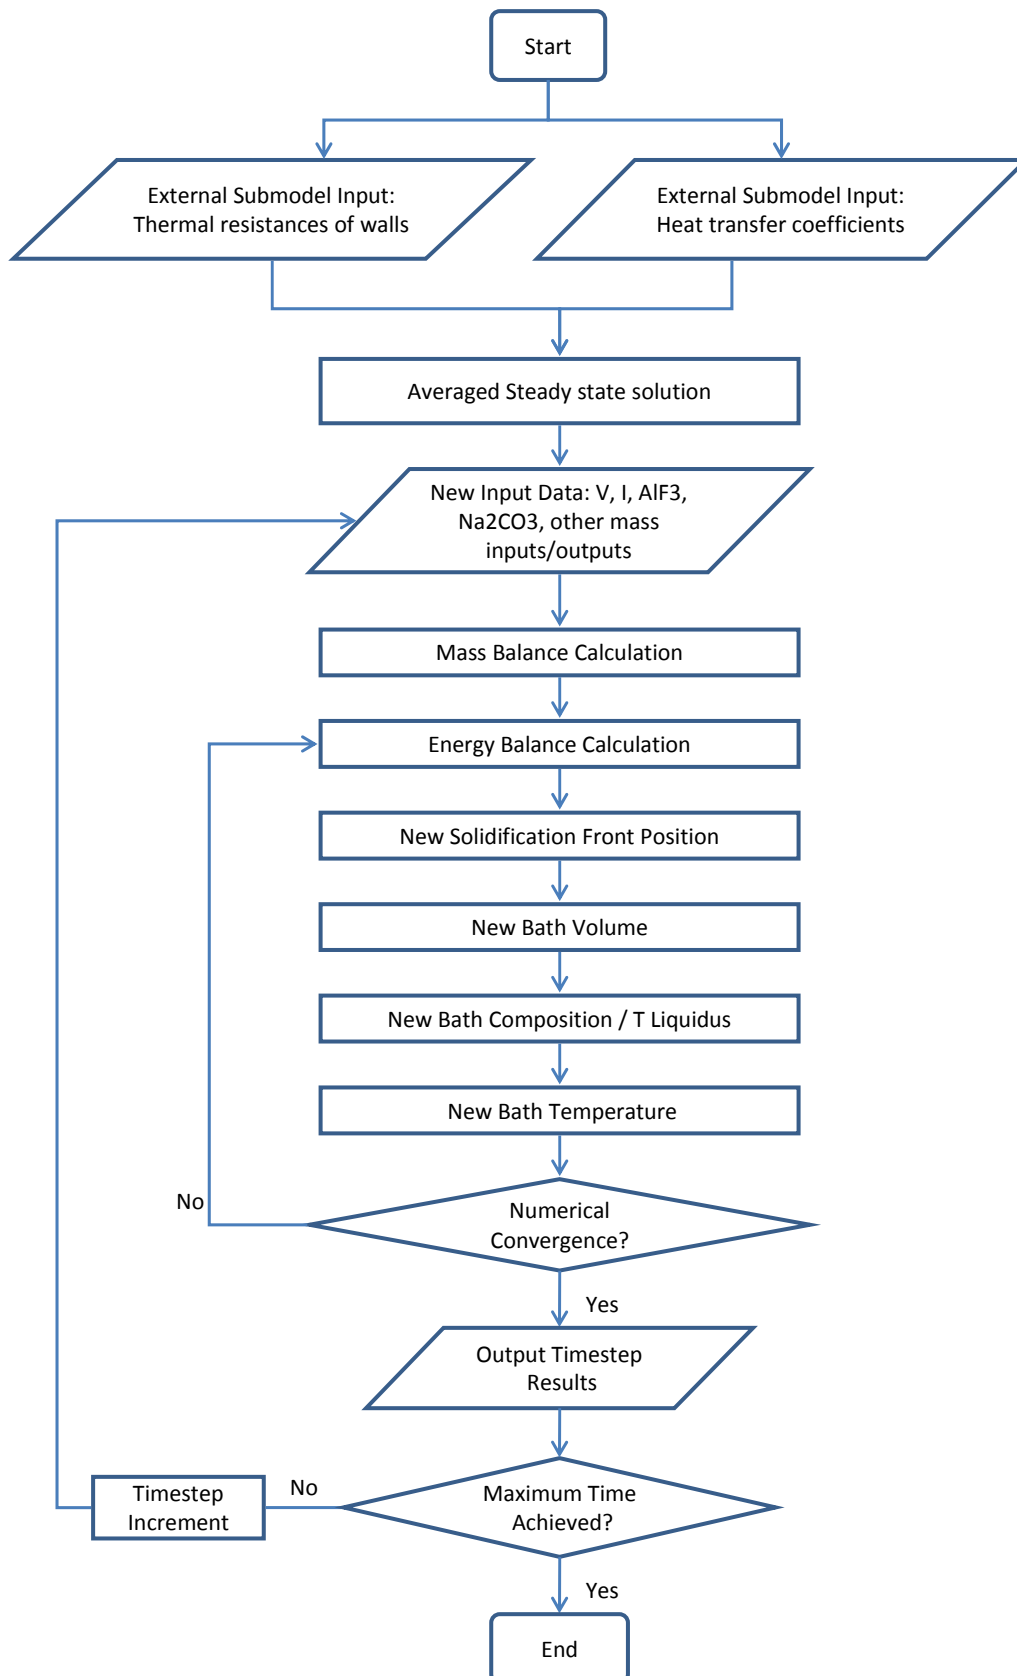 Start
External Submodel Input:
Thermal resistances of walls
External Submodel Input:
Heat transfer coefficients
Averaged Steady state solution
New Input Data: V, I, AlF3,
Na2CO3, other mass
inputs/outputs
Mass Balance Calculation
Energy Balance Calculation
New Solidification Front Position
New Bath Volume
New Bath Composition / T Liquidus
New Bath Temperature
No
Numerical
Convergence?
Yes
Output Timestep
Results
Timestep
Increment
No
Maximum Time
Achieved?
Yes
End